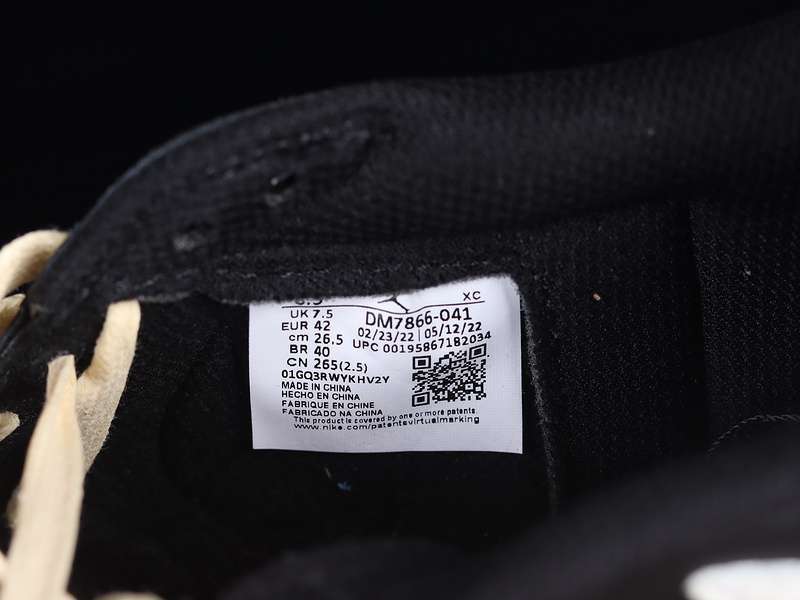 XC
UK 7.5
EUR 42
cm 26.5
BR 40
CN 265(2.5)
DM7866-041
02/23/22 | 05/12/22
UPC 00195867182034
01GQ3RWYKHV2Y
MADE IN CHINA
HECHO EN CHINA
FABRIQUE EN CHINE
FABRICADO NA CHINA
This product is covered by one or more patents.
www.nike.com/patentsvirtualmarking